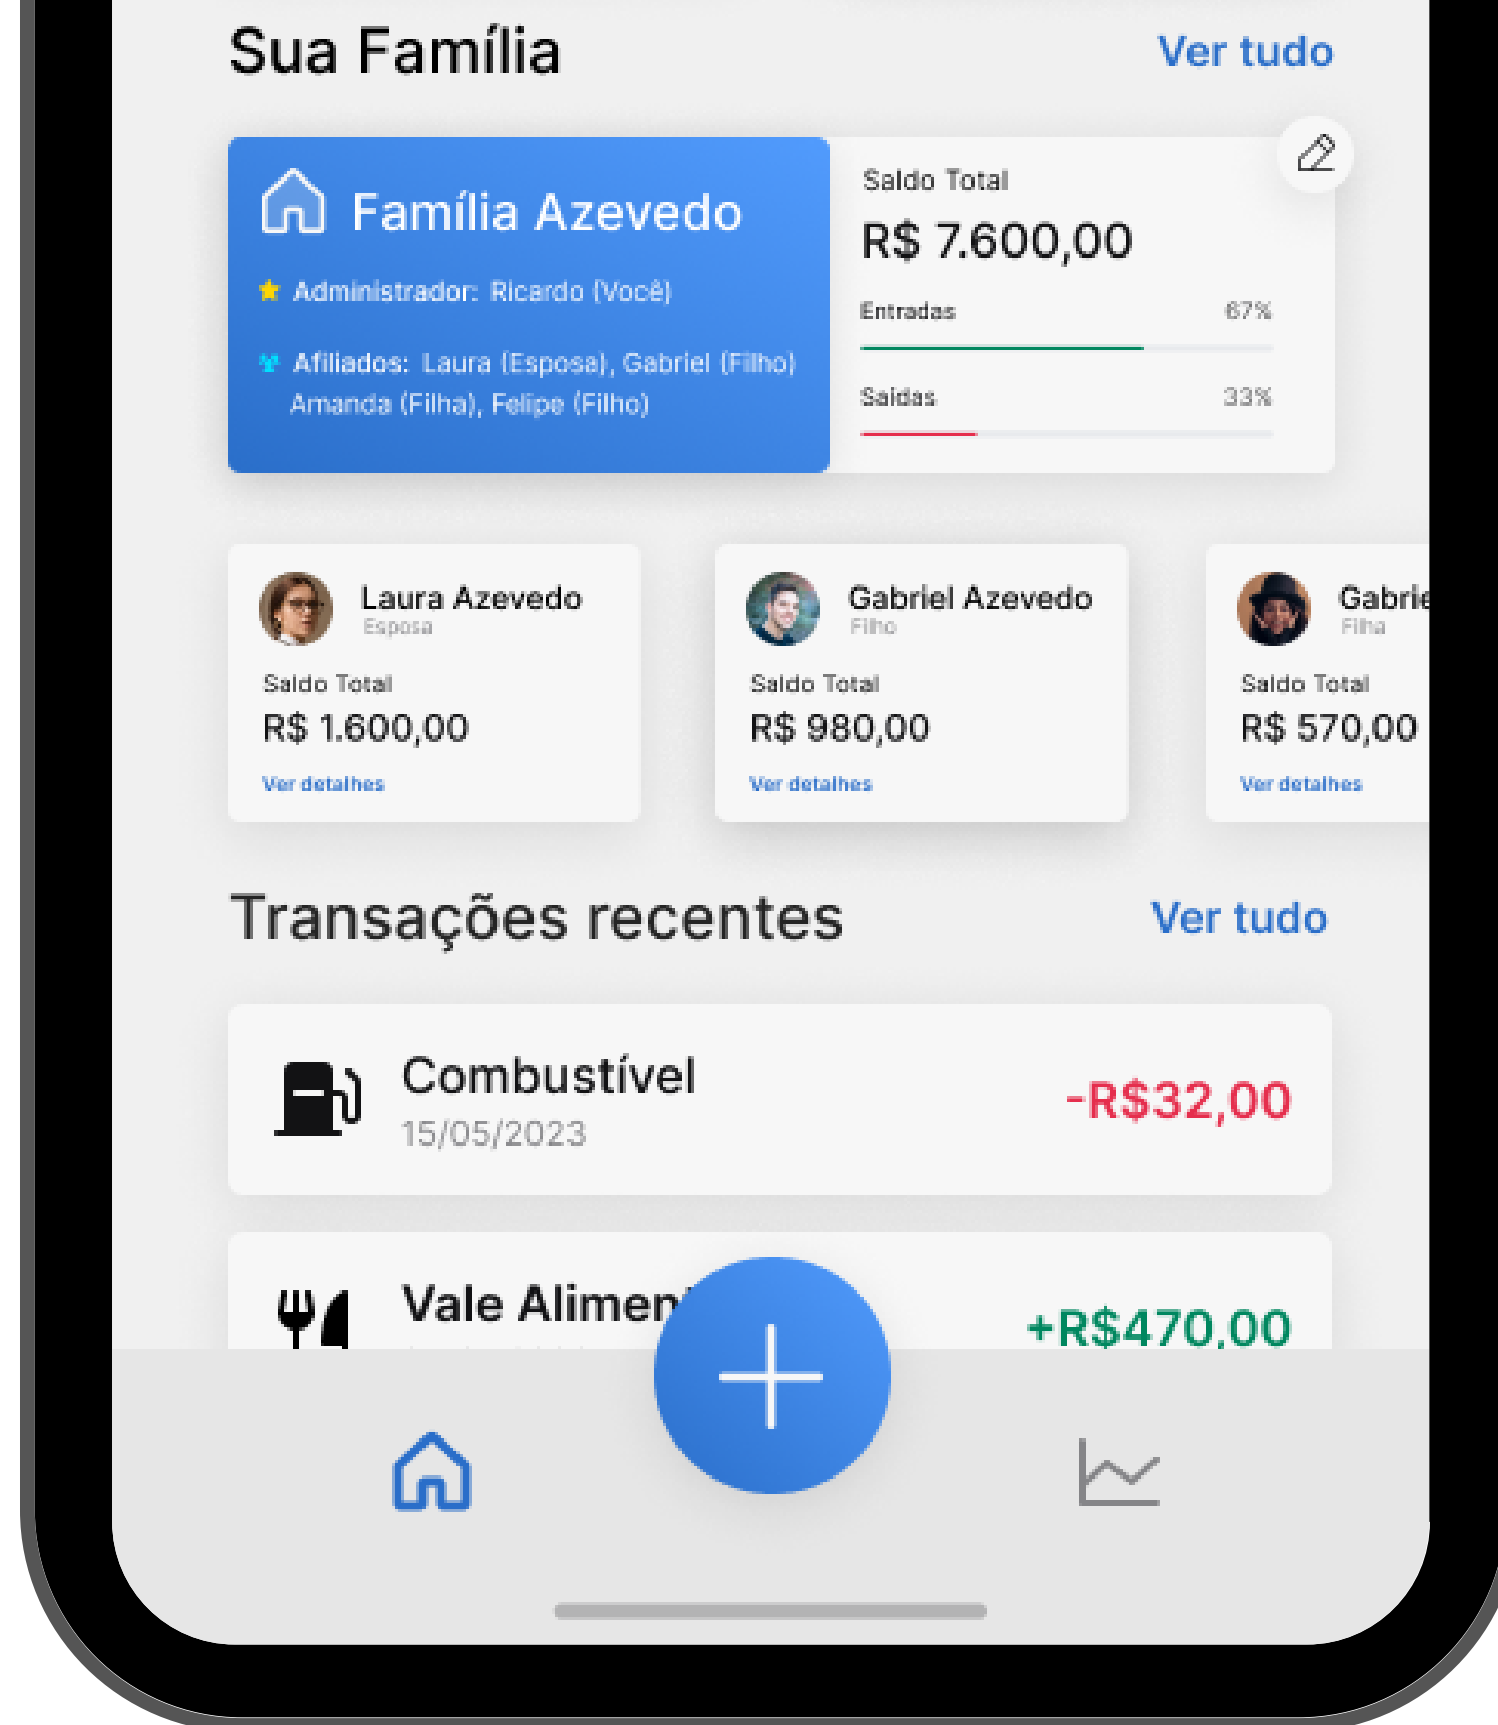 Sua Família
Ver tudo
Família Azevedo
Administrador: Ricardo (Você)
Afiliados: Laura (Esposa), Gabriel (Filho)
Amanda (Filha), Felipe (Filho)
Saldo Total
R$ 7.600,00
Entradas 67%
Saídas 33%
Laura Azevedo
Esposa
Saldo Total
R$ 1.600,00
Ver detalhes
Gabriel Azevedo
Filho
Saldo Total
R$ 980,00
Ver detalhes
Gabrie
Filha
Saldo Total
R$ 570,00
Ver detalhes
Transações recentes
Ver tudo
Combustível
15/05/2023
-R$32,00
Vale Alimen
+R$470,00